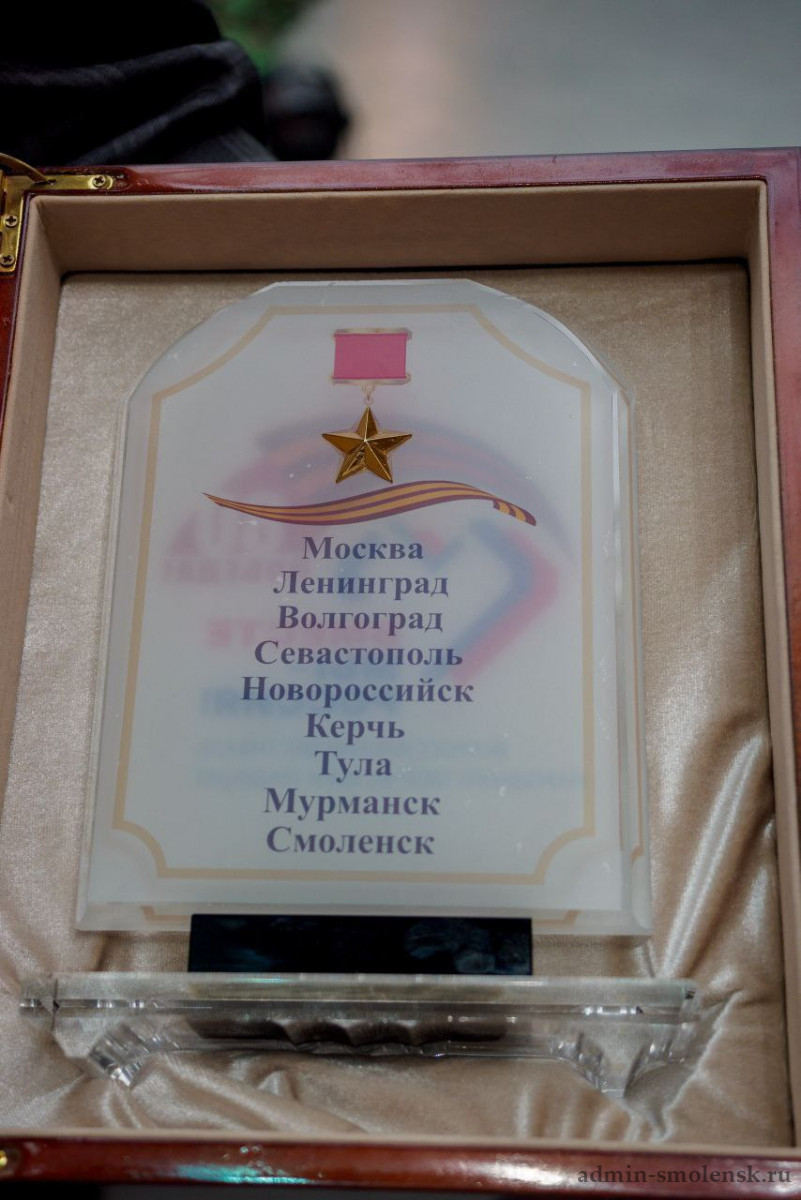 Москва
Ленинград
Волгоград
Севастополь
Новороссийск
Керчь
Тула
Мурманск
Смоленск
admin-smolensk.ru